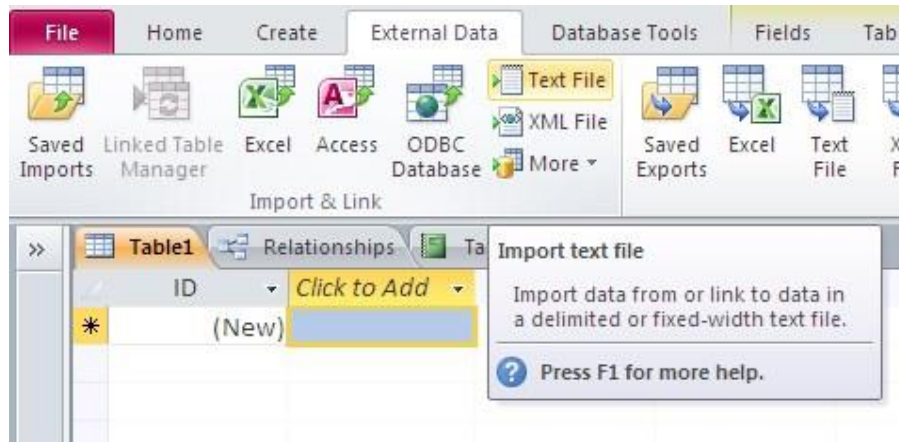 File Home Create External Data Database Tools Fields Tab
Text File
XML File
More
Saved Imports
Linked Table Manager
Excel
Access
ODBC Database
Saved Exports
Excel
Text File
X
F
Import & Link
» Table1 Relationships Ta
ID Click to Add
* (New)
Import text file
Import data from or link to data in
a delimited or fixed-width text file.
? Press F1 for more help.